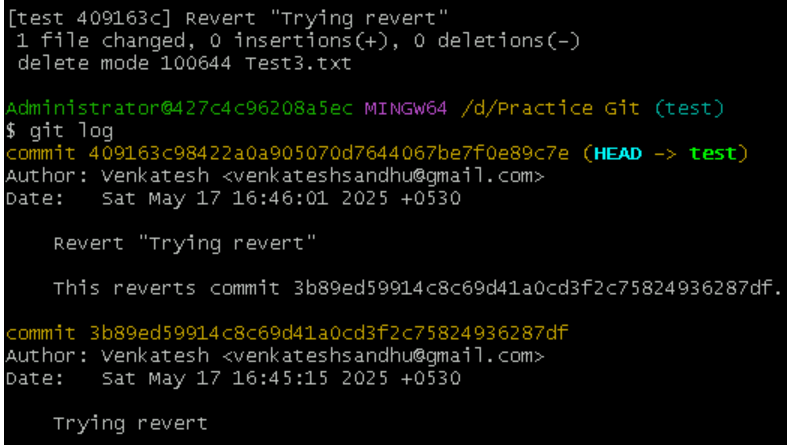 [test 409163c] Revert "Trying revert"
1 file changed, 0 insertions(+), 0 deletions(-)
delete mode 100644 Test3.txt
Administrator@427c4c96208a5ec MINGW64 /d/Practice Git (test)
$ git log
commit 409163c98422a0a905070d7644067be7f0e89c7e (HEAD -> test)
Author: Venkatesh <venkateshsandhu@gmail.com>
Date: Sat May 17 16:46:01 2025 +0530
Revert "Trying revert"
This reverts commit 3b89ed59914c8c69d41a0cd3f2c75824936287df.
commit 3b89ed59914c8c69d41a0cd3f2c75824936287df
Author: Venkatesh <venkateshsandhu@gmail.com>
Date: Sat May 17 16:45:15 2025 +0530
Trying revert